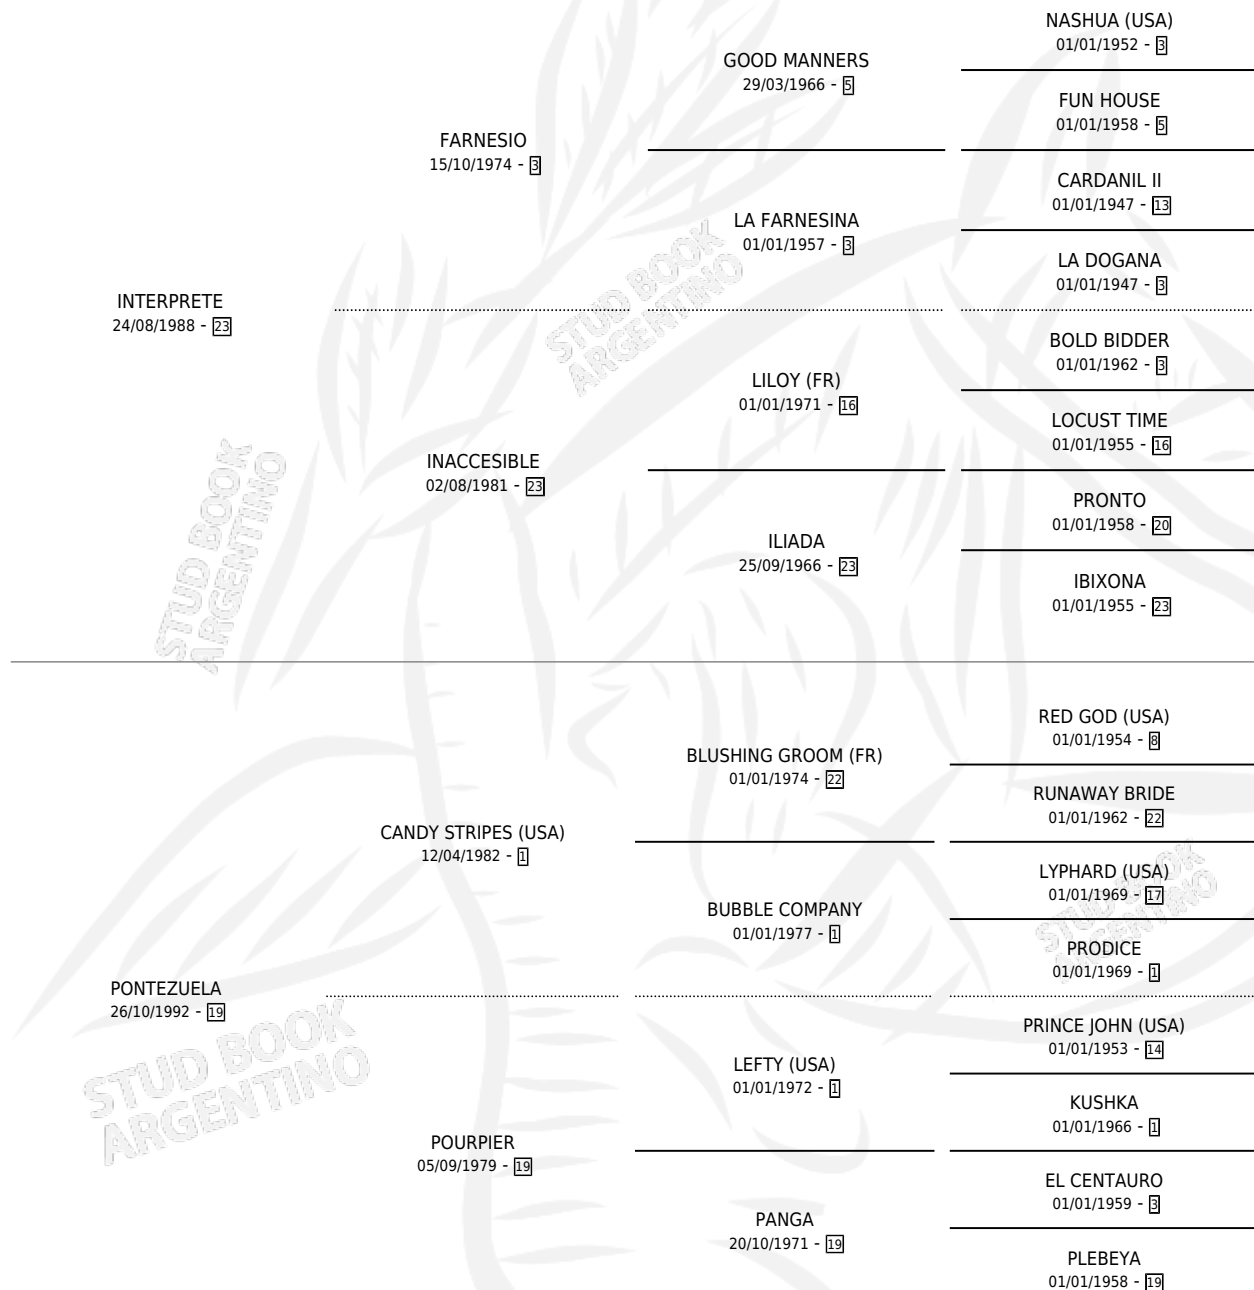 NASHUA (USA)
01/01/1952 - 3
GOOD MANNERS
29/03/1966 - 5
FUN HOUSE
01/01/1958 - 5
FARNESIO
15/10/1974 - 3
CARDANIL II
01/01/1947 - 13
LA FARNESINA
01/01/1957 - 3
LA DOGANA
01/01/1947 - 3
INTERPRETE
24/08/1988 - 23
BOLD BIDDER
01/01/1962 - 3
LILOY (FR)
01/01/1971 - 16
LOCUST TIME
01/01/1955 - 16
INACCESIBLE
02/08/1981 - 23
PRONTO
01/01/1958 - 20
ILIADA
25/09/1966 - 23
IBIXONA
01/01/1955 - 23
STUD BOOK
ARGENTINO
STUD BOOK
ARGENTINO
RED GOD (USA)
01/01/1954 - 8
BLUSHING GROOM (FR)
01/01/1974 - 22
RUNAWAY BRIDE
01/01/1962 - 22
CANDY STRIPES (USA)
12/04/1982 - 1
LYPHARD (USA)
01/01/1969 - 17
BUBBLE COMPANY
01/01/1977 - 1
PRODICE
01/01/1969 - 1
PONTEZUELA
26/10/1992 - 19
PRINCE JOHN (USA)
01/01/1953 - 14
LEFTY (USA)
01/01/1972 - 1
KUSHKA
01/01/1966 - 1
POURPIER
05/09/1979 - 19
EL CENTAURO
01/01/1959 - 3
PANGA
20/10/1971 - 19
PLEBEYA
01/01/1958 - 19
STUD BOOK
ARGENTINO
STUD BOOK
ARGENTINO